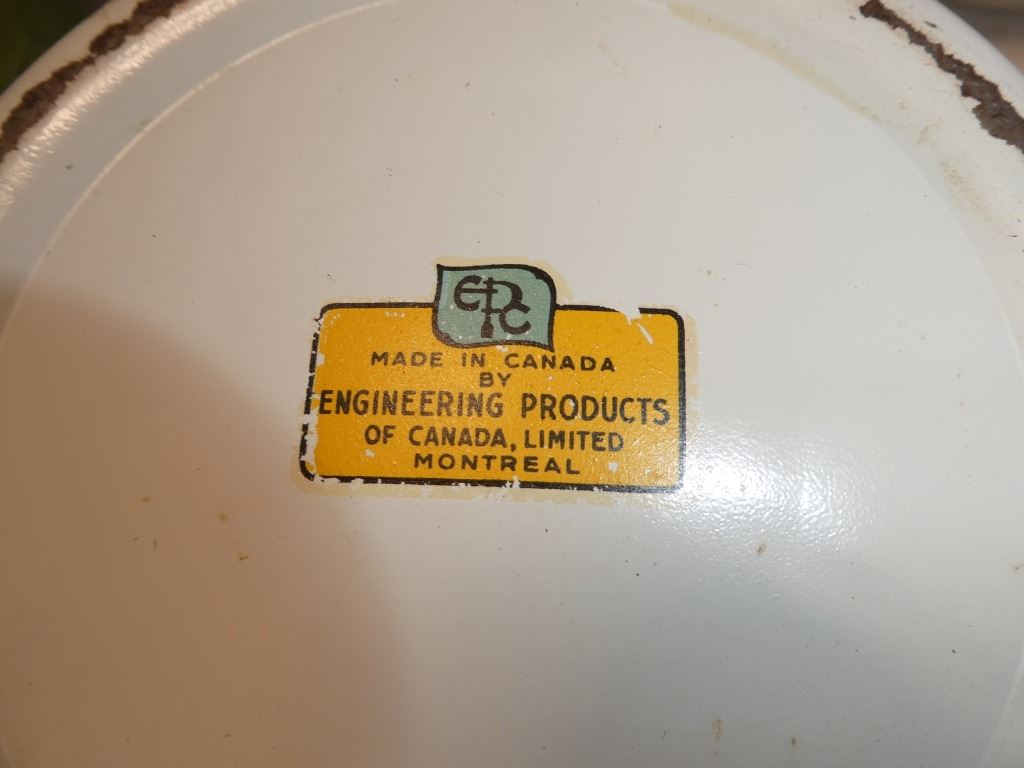 EPC
MADE IN CANADA
BY
ENGINEERING PRODUCTS
OF CANADA, LIMITED
MONTREAL